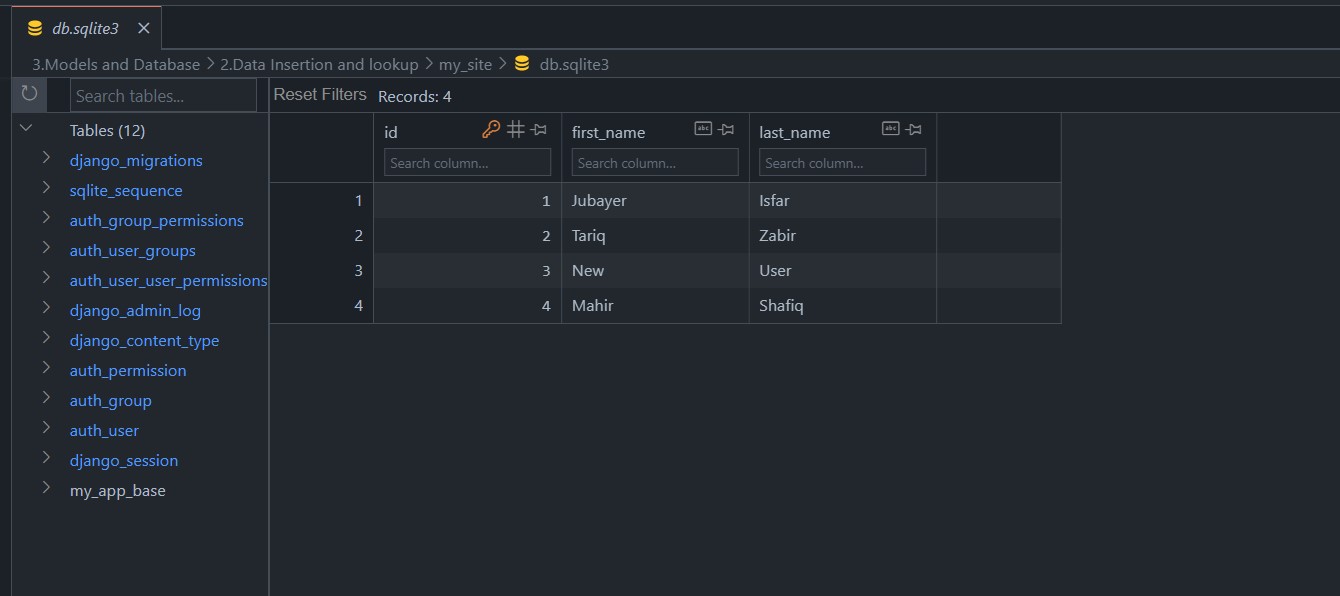 db.sqlite3
3.Models and Database > 2.Data Insertion and lookup > my_site > db.sqlite3
Search tables...
Reset Filters Records: 4
Tables (12)
django_migrations
sqlite_sequence
auth_group_permissions
auth_user_groups
auth_user_user_permissions
django_admin_log
django_content_type
auth_permission
auth_group
auth_user
django_session
my_app_base
id first_name abc last_name abc
Search column... Search column... Search column...
1 1 Jubayer Isfar
2 2 Tariq Zabir
3 3 New User
4 4 Mahir Shafiq